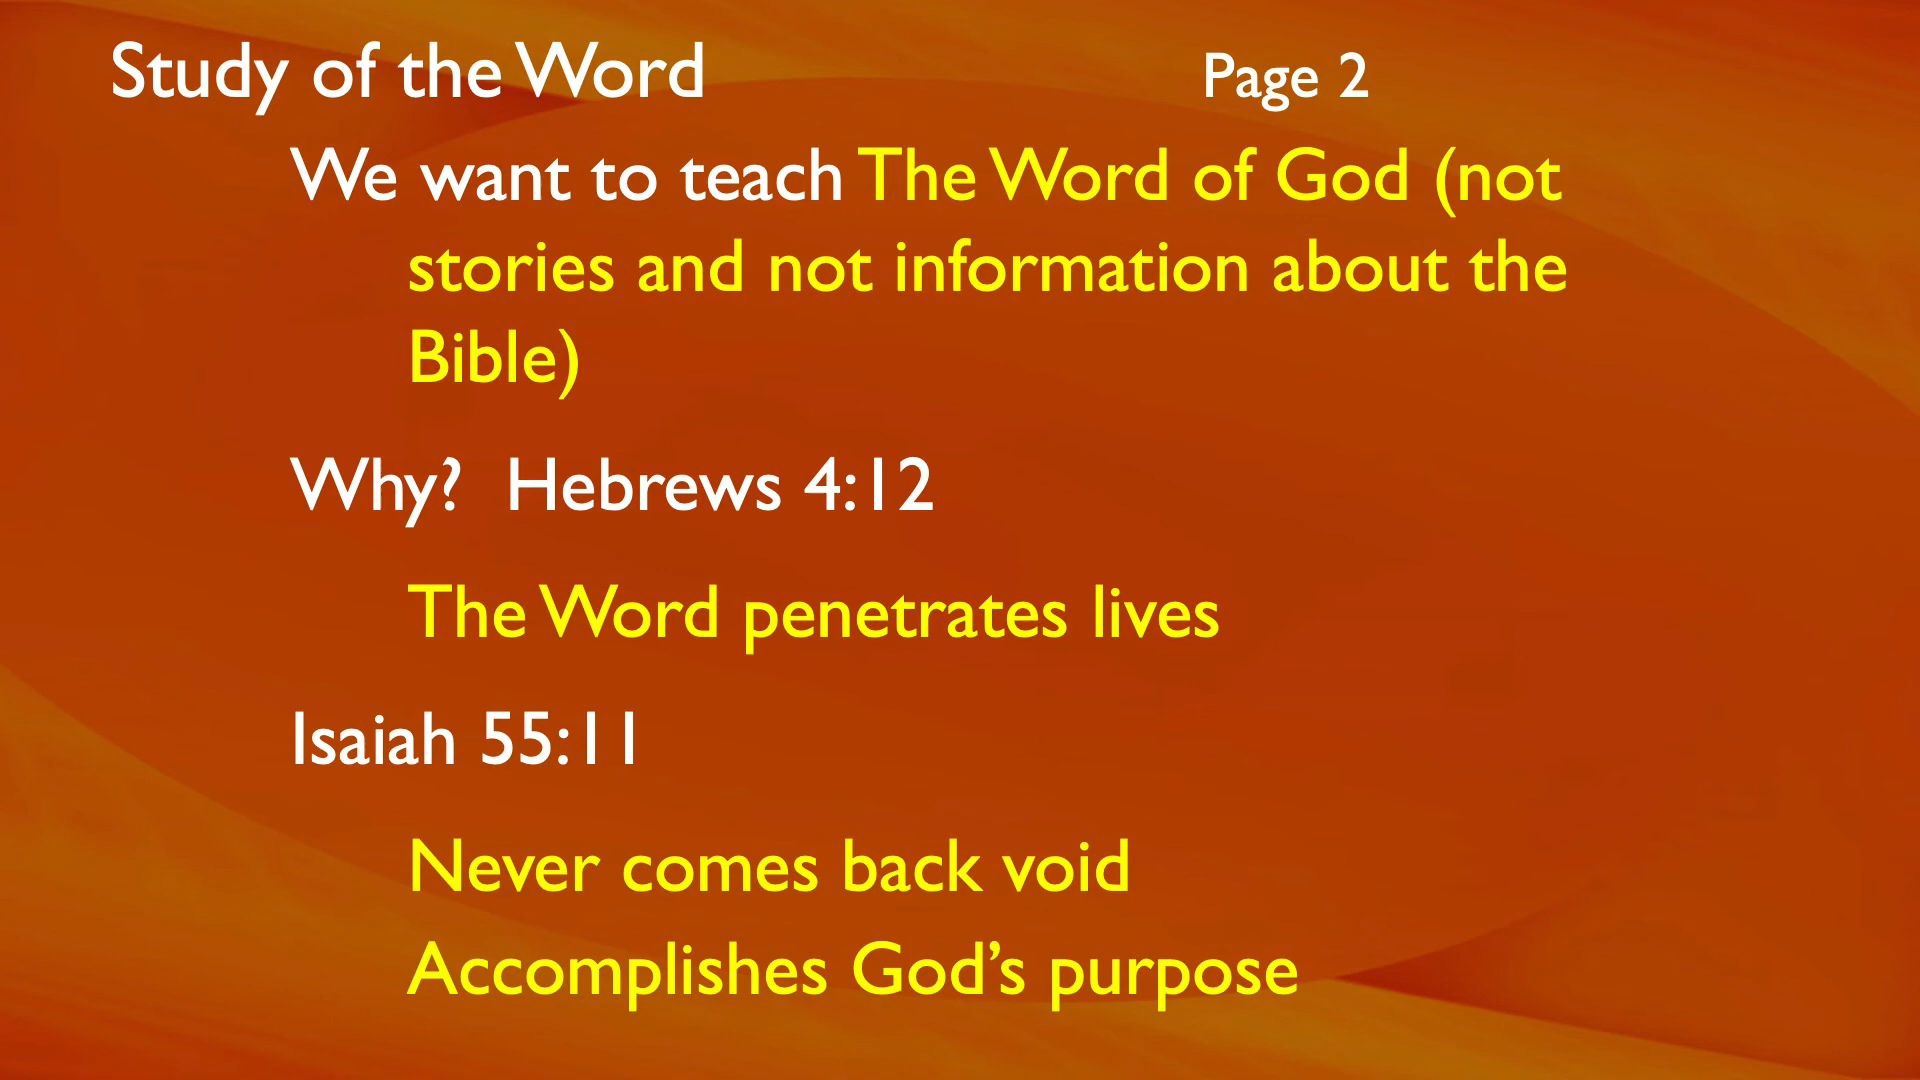 Study of the Word Page 2
We want to teach The Word of God (not
stories and not information about the
Bible)
Why? Hebrews 4:12
The Word penetrates lives
Isaiah 55:11
Never comes back void
Accomplishes God’s purpose